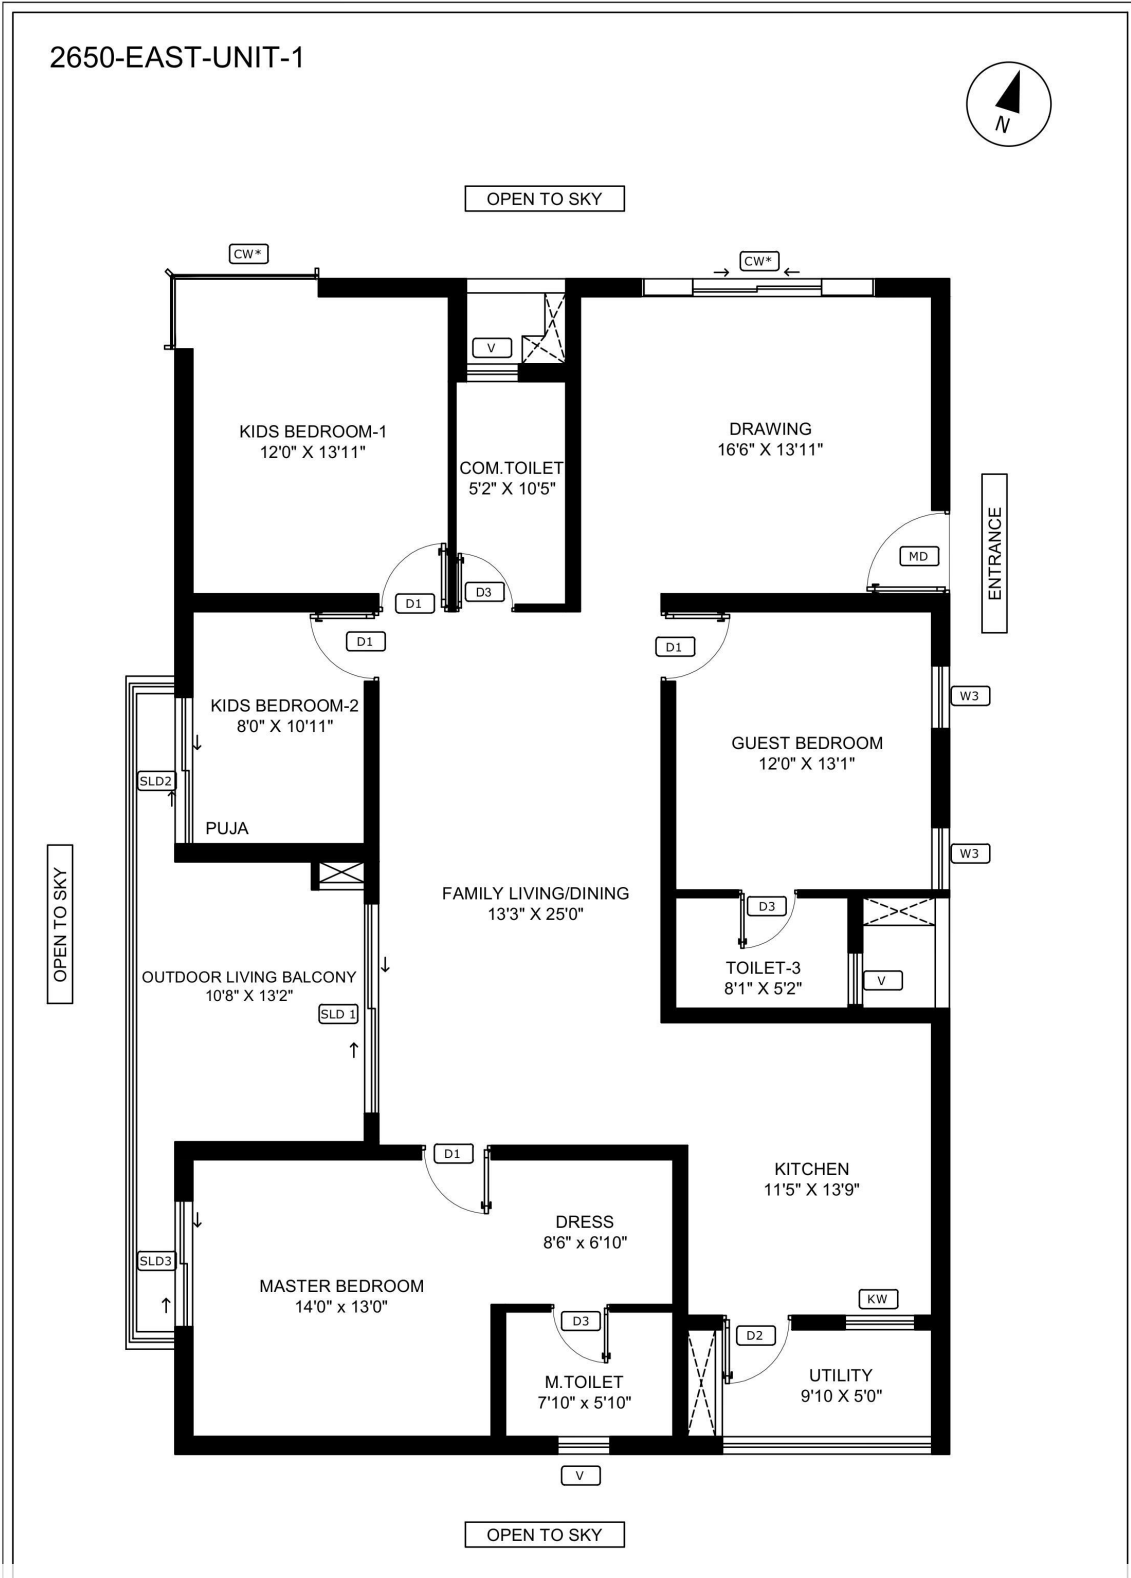 2650-EAST-UNIT-1
N
OPEN TO SKY
CW*
CW*
V
KIDS BEDROOM-1
12'0" X 13'11"
DRAWING
16'6" X 13'11"
COM.TOILET
5'2" X 10'5"
ENTRANCE
MD
D3
D1
D1
D1
KIDS BEDROOM-2
8'0" X 10'11"
W3
GUEST BEDROOM
12'0" X 13'1"
SLD2
PUJA
W3
OPEN TO SKY
FAMILY LIVING/DINING
13'3" X 25'0"
D3
TOILET-3
8'1" X 5'2"
V
OUTDOOR LIVING BALCONY
10'8" X 13'2"
SLD 1
D1
KITCHEN
11'5" X 13'9"
DRESS
8'6" x 6'10"
SLD3
MASTER BEDROOM
14'0" x 13'0"
KW
D3
D2
M.TOILET
7'10" x 5'10"
UTILITY
9'10 X 5'0"
V
OPEN TO SKY